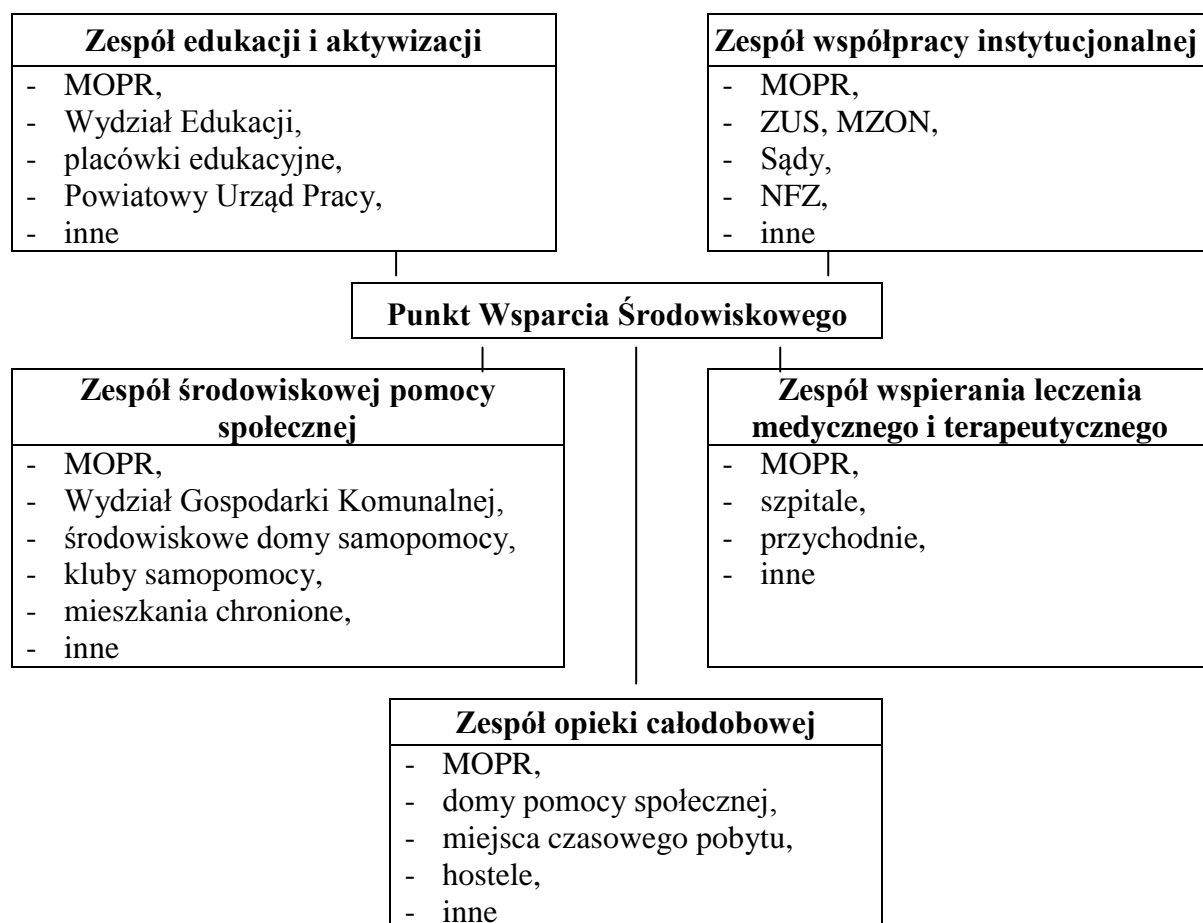 Zespół edukacji i aktywizacji
- MOPR,
- Wydział Edukacji,
- placówki edukacyjne,
- Powiatowy Urząd Pracy,
- inne
Zespół współpracy instytucjonalnej
- MOPR,
- ZUS, MZON,
- Sądy,
- NFZ,
- inne
Punkt Wsparcia Środowiskowego
Zespół środowiskowej pomocy
społecznej
- MOPR,
- Wydział Gospodarki Komunalnej,
- środowiskowe domy samopomocy,
- kluby samopomocy,
- mieszkania chronione,
- inne
Zespół wspierania leczenia
medycznego i terapeutycznego
- MOPR,
- szpitale,
- przychodnie,
- inne
Zespół opieki całodobowej
- MOPR,
- domy pomocy społecznej,
- miejsca czasowego pobytu,
- hostele,
- inne